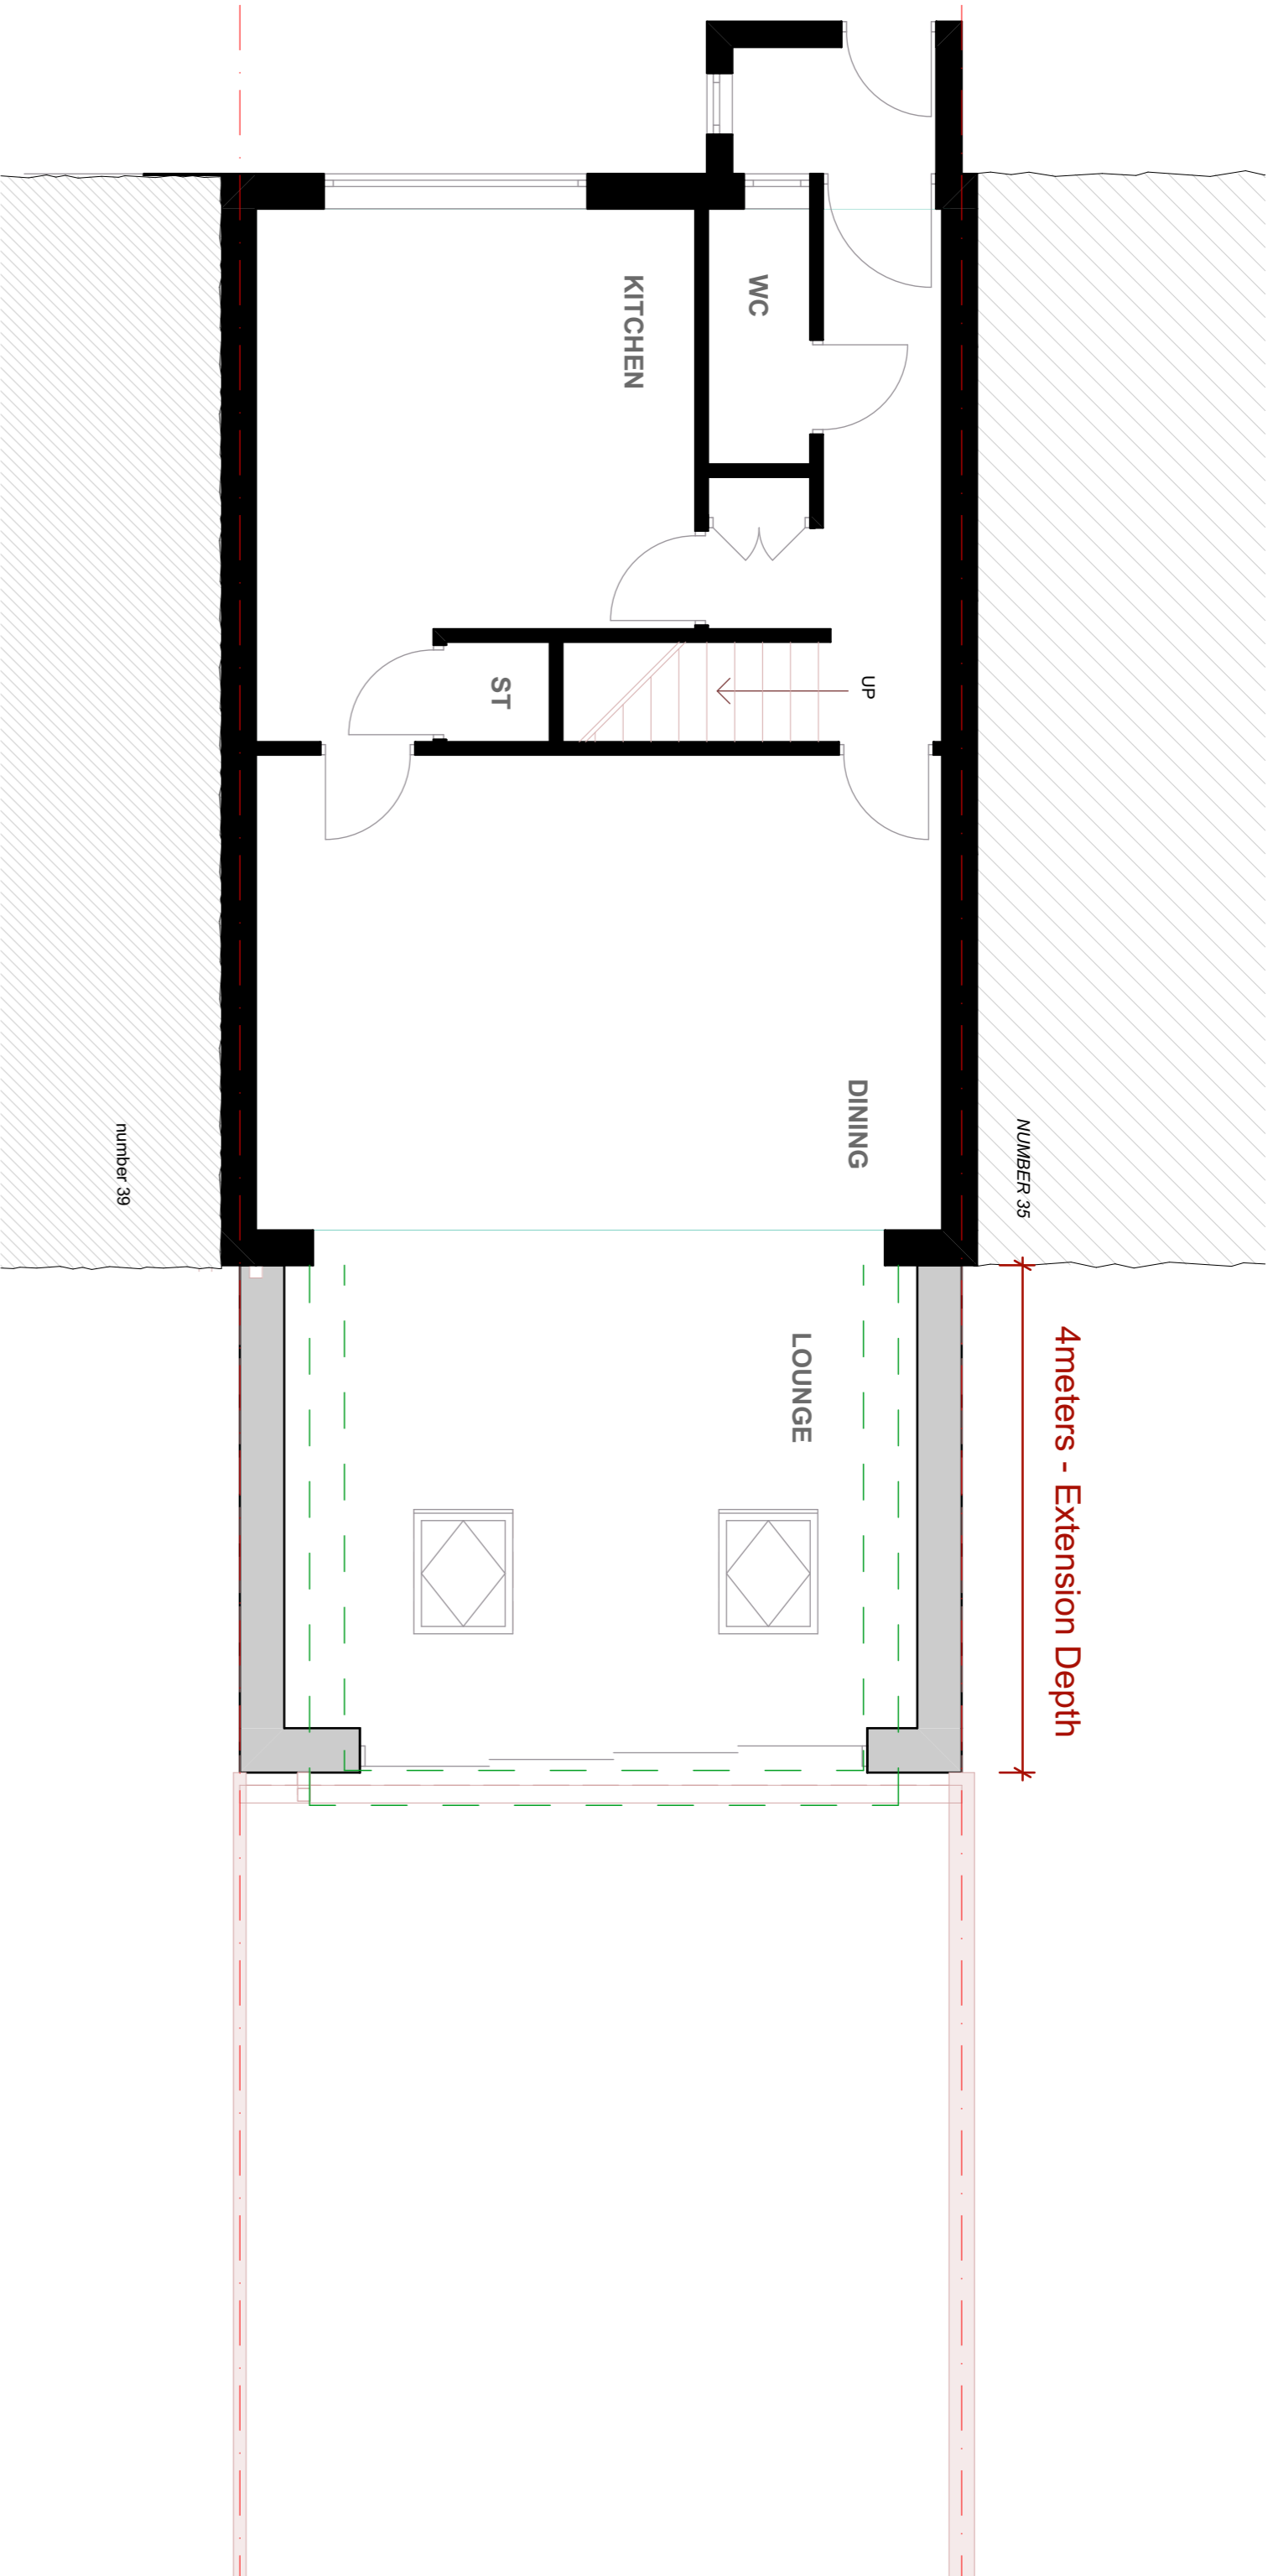 WC
KITCHEN
ST
UP
DINING
NUMBER 35
number 39
LOUNGE
4meters - Extension Depth